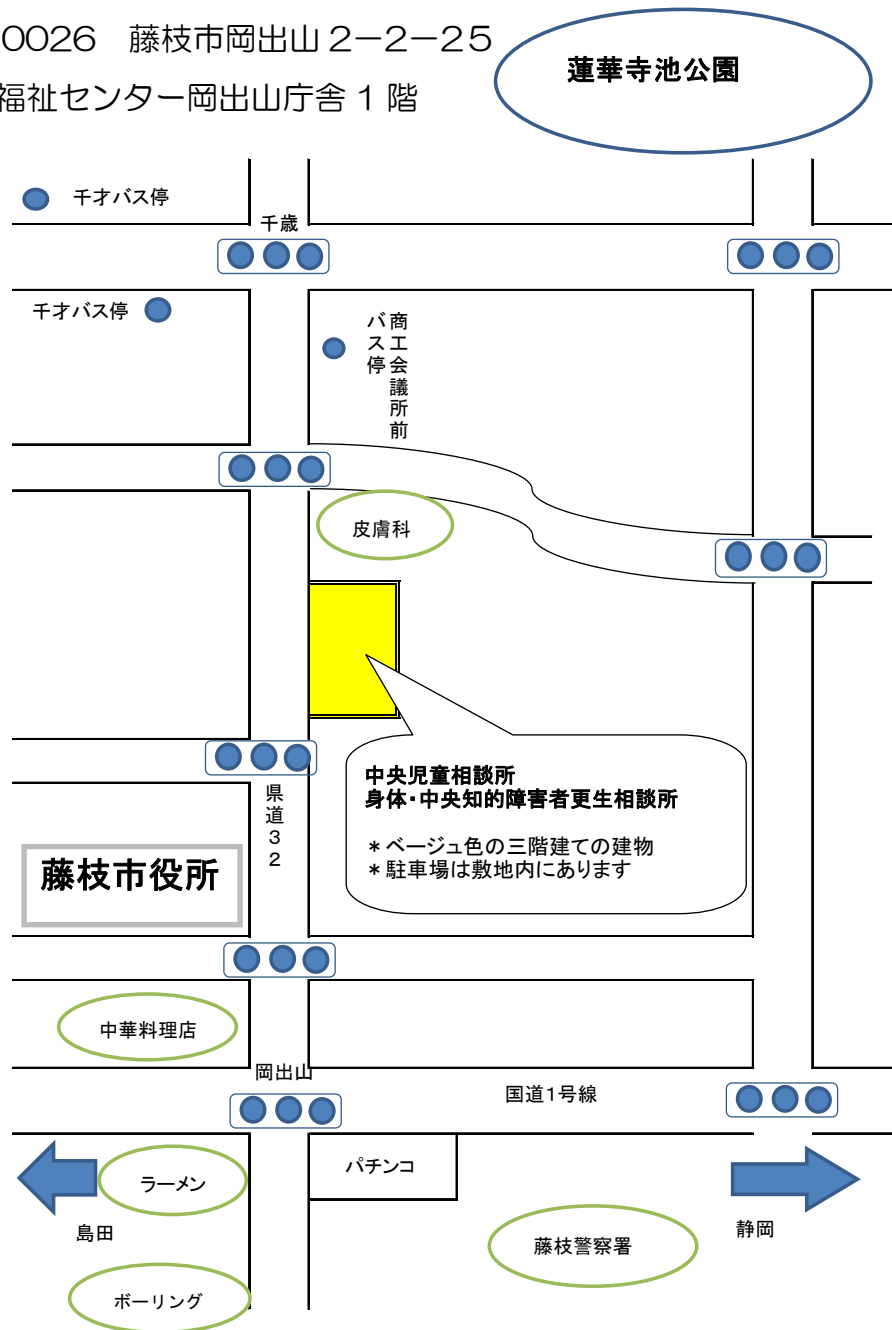 0026　藤枝市岡出山２－２－２５
福祉センター岡出山庁舎１階
蓮華寺池公園
千才バス停
千歳
千才バス停
商工会議所前
バス停
皮膚科
中央児童相談所
身体・中央知的障害者更生相談所
＊ベージュ色の三階建ての建物
＊駐車場は敷地内にあります
県道３２
藤枝市役所
中華料理店
岡出山
国道1号線
ラーメン
パチンコ
島田
藤枝警察署
静岡
ボーリング